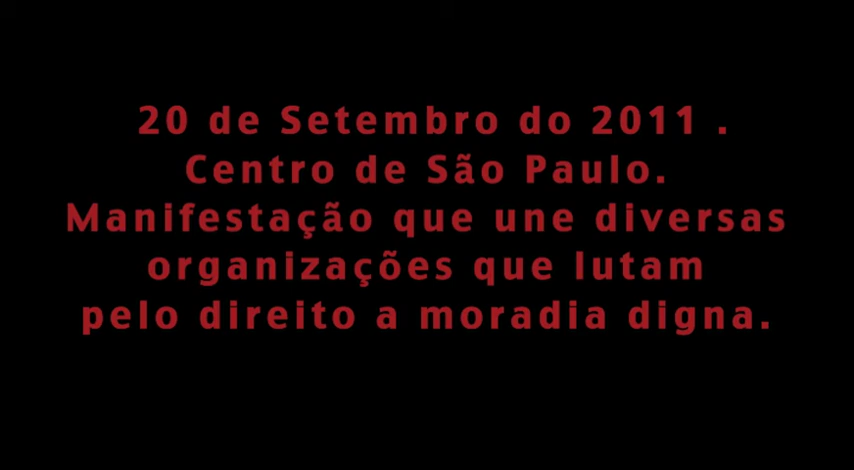 20 de Setembro do 2011 .
Centro de São Paulo.
Manifestação que une diversas
organizações que lutam
pelo direito a moradia digna.